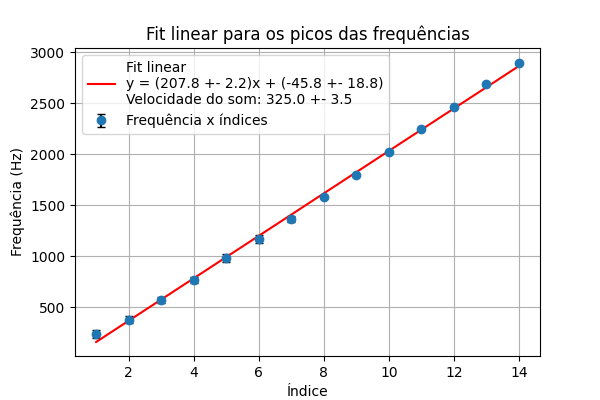 Fit linear para os picos das frequências
Fit linear
y = (207.8 +- 2.2)x + (-45.8 +- 18.8)
Velocidade do som: 325.0 +- 3.5
Frequência x índices
Frequência (Hz)
3000
2500
2000
1500
1000
500
2 4 6 8 10 12 14
Índice